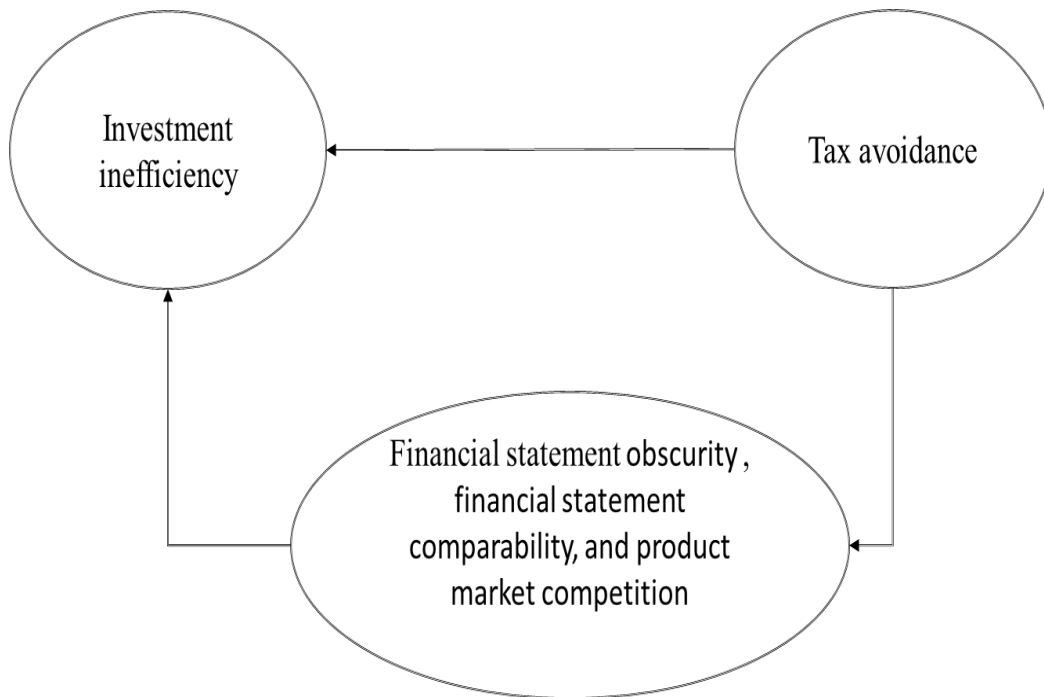 Investment
inefficiency
Tax avoidance
Financial statement obscurity ,
financial statement
comparability, and product
market competition